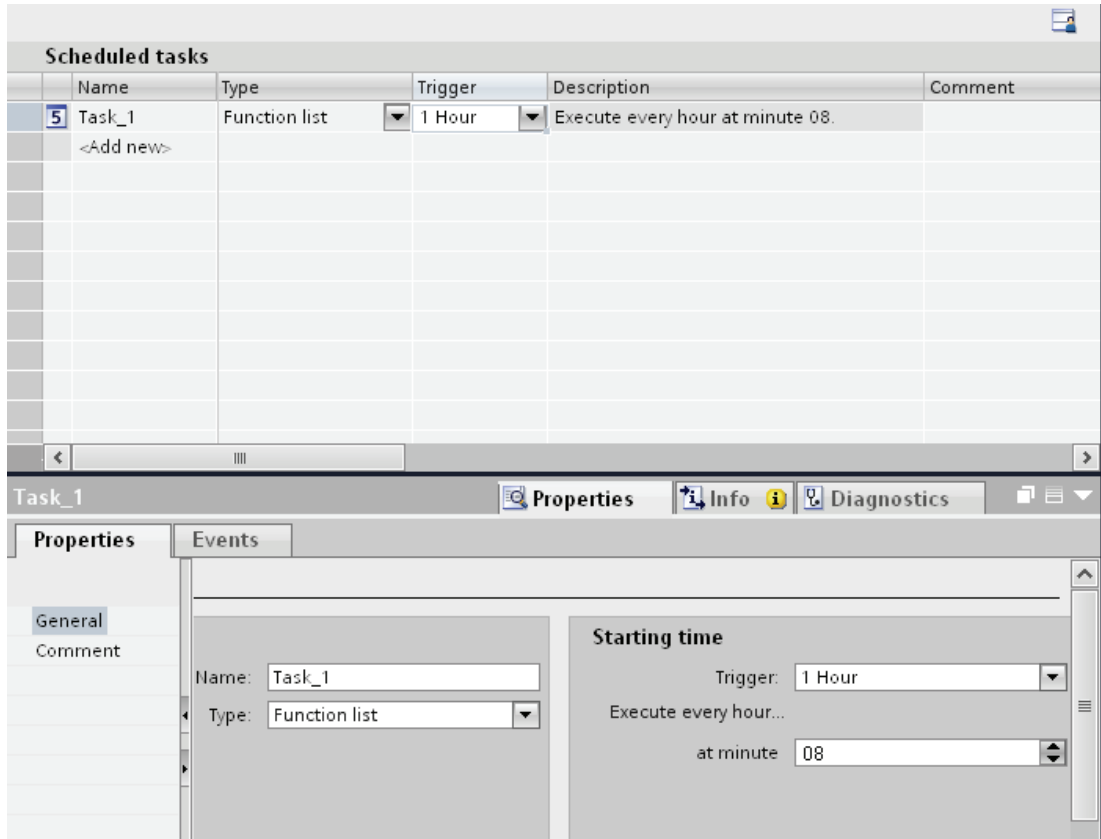 Scheduled tasks
Name Type Trigger Description Comment
5 Task_1 Function list 1 Hour Execute every hour at minute 08.
<Add new>
Task_1 Properties Info Diagnostics
Properties Events
General
Comment
Name: Task_1
Type: Function list
Starting time
Trigger: 1 Hour
Execute every hour...
at minute 08